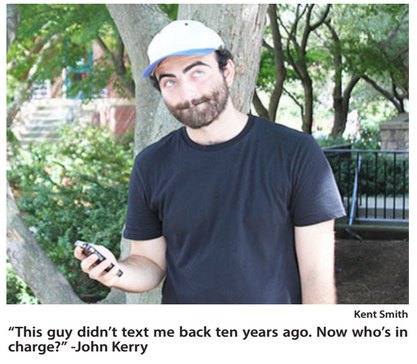 Kent Smith
“This guy didn’t text me back ten years ago. Now who’s in
charge?” -John Kerry